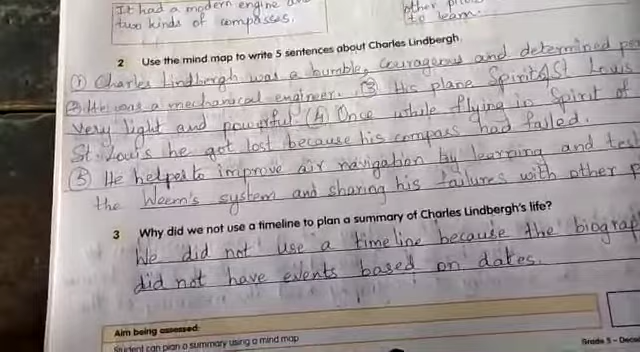 It had a modern engine and
two kinds of compasses.
other
to learn.
2 Use the mind map to write 5 sentences about Charles Lindbergh.
① Charles Lindbergh was a humble, Courageous and determined
② He was a mechanical engineer. ③ His plane Spirit of St. Louis
very light and powerful ④ Once while flying in Spirit of
St. Louis he got lost because his compass had failed.
⑤ He helped to improve air navigation by learning and
the Weem's system and sharing his failures with other
3 Why did we not use a timeline to plan a summary of Charles Lindbergh's life?
We did not use a timeline because the
did not have events based on dates.
Aim being assessed:
Student can plan a summary using a mind map
Grade 5 –